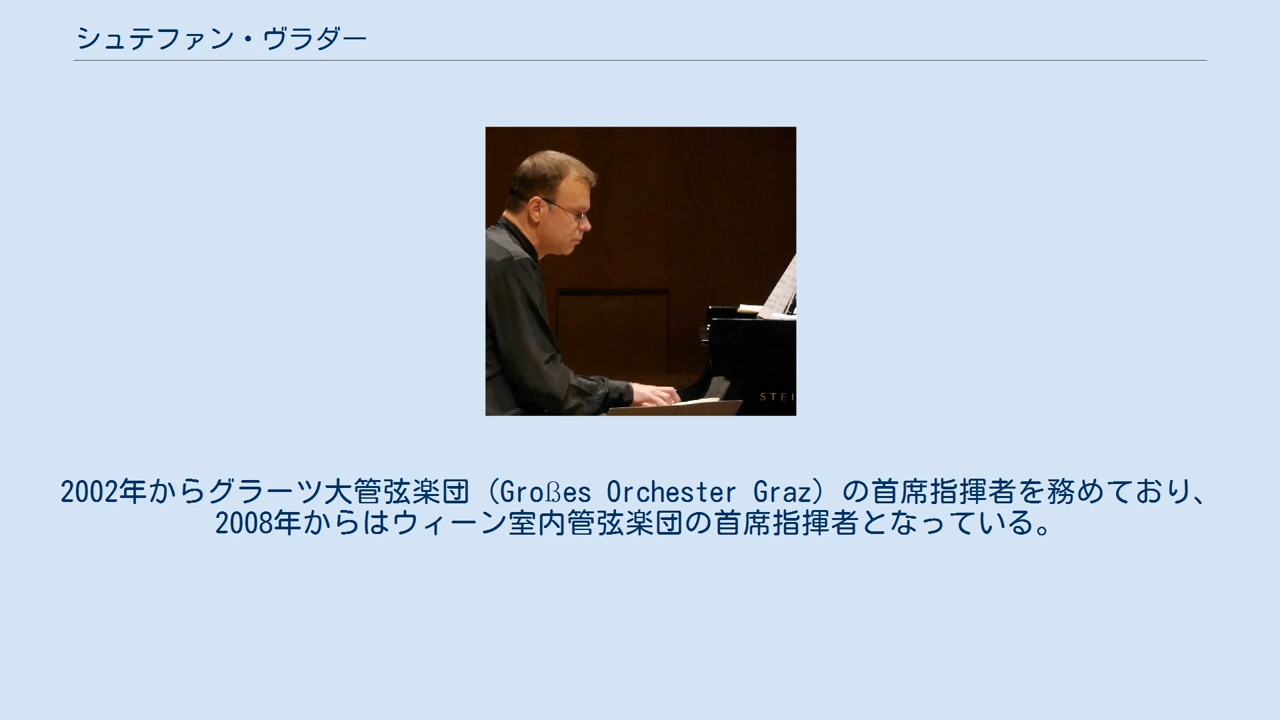 シュテファン・ヴラダー
STEI
2002年からグラーツ大管弦楽団（Großes Orchester Graz）の首席指揮者を務めており、
2008年からはウィーン室内管弦楽団の首席指揮者となっている。